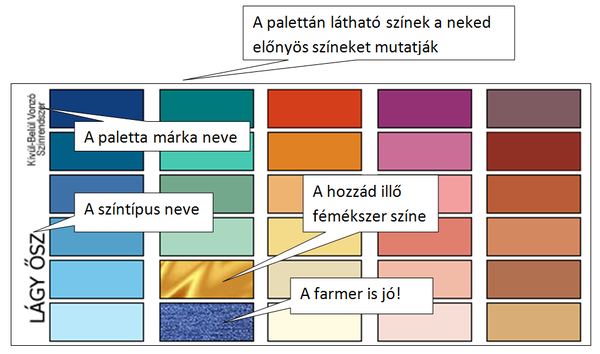 A palettán látható színek a neked
előnyös színeket mutatják
Kívül-Belül Vonzó
Színrendszer
A paletta márka neve
A hozzád illő
fémékszer színe
A színtípus neve
LÁGY ŐSZ
A farmer is jó!